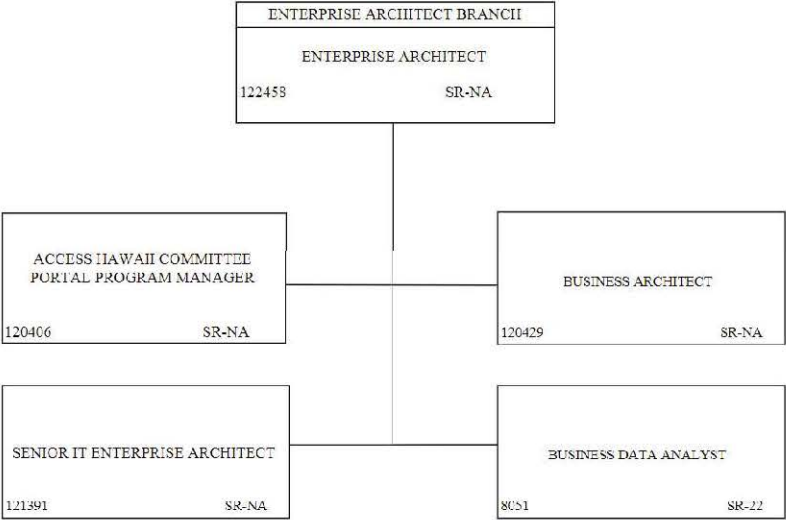 ENTERPRISE ARCHITECT BRANCH
ENTERPRISE ARCHITECT
122458 SR-NA
ACCESS HAWAII COMMITTEE
PORTAL PROGRAM MANAGER
120406 SR-NA
BUSINESS ARCHITECT
120429 SR-NA
SENIOR IT ENTERPRISE ARCHITECT
121391 SR-NA
BUSINESS DATA ANALYST
8051 SR-22